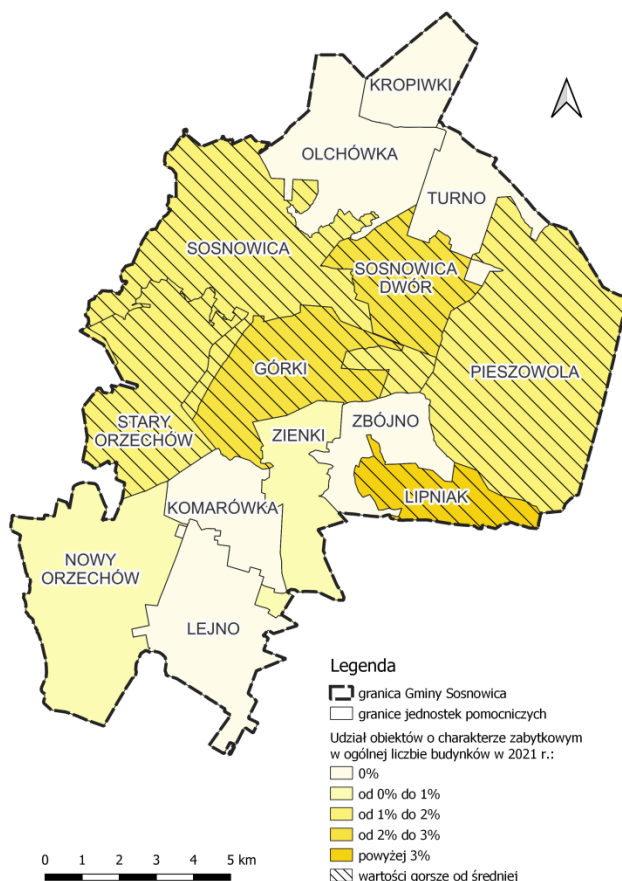 KROPIWKI
OLCHÓWKA
TURNO
SOSNOWICA
SOSNOWICA
DWÓR
GÓRKI
PIESZOWOLA
STARY
ORZECHÓW
ZIENKI
ZBÓJNO
LIPNIAK
KOMARÓWKA
NOWY
ORZECHÓW
LEJNO
Legenda
granica Gminy Sosnowica
granice jednostek pomocniczych
Udział obiektów o charakterze zabytkowym
w ogólnej liczbie budynków w 2021 r.:
0%
od 0% do 1%
od 1% do 2%
od 2% do 3%
powyżej 3%
wartości gorsze od średniej
0 1 2 3 4 5 km